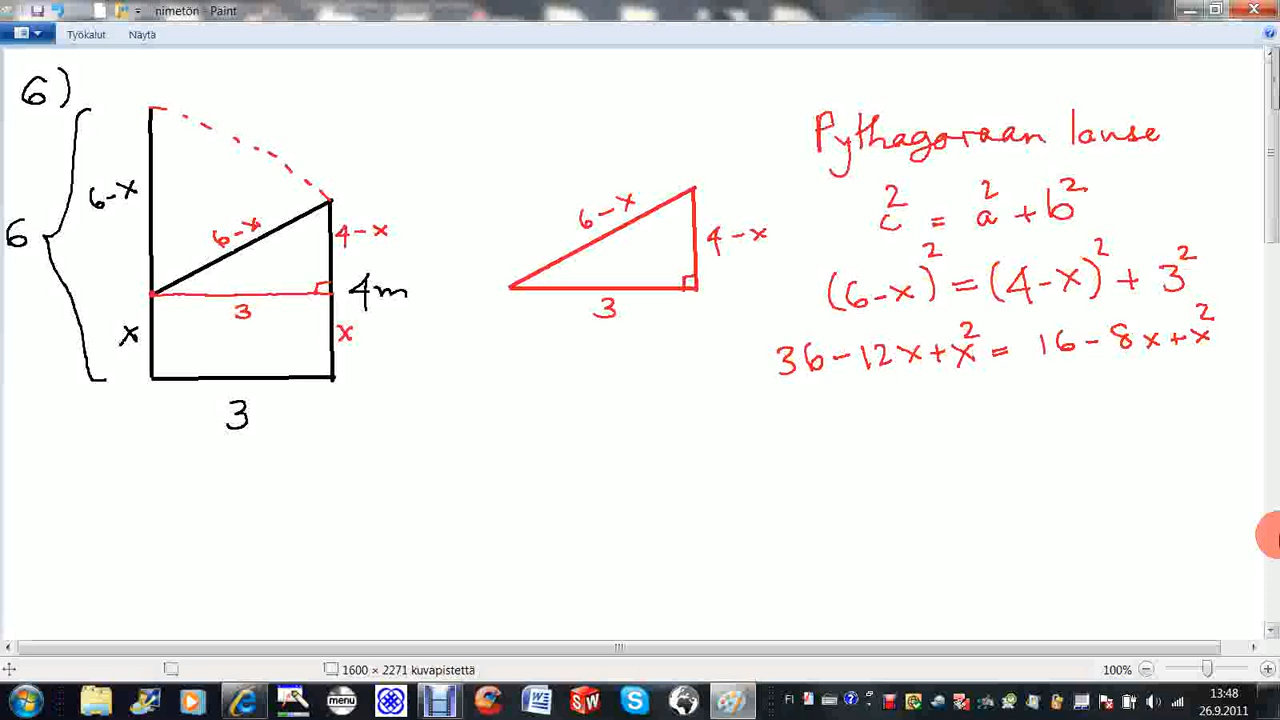 nimetön - Paint
Työkalut Näytä
6)
6
6-x
x
6-x
3
4-x
4m
x
3
6-x
4-x
3
Pythagoraan lause
c² = a² + b²
(6-x)² = (4-x)² + 3²
36-12x+x² = 16-8x+x²
1600 × 2271 kuvapistettä
100%
menu
FI
13:48
26.9.2011